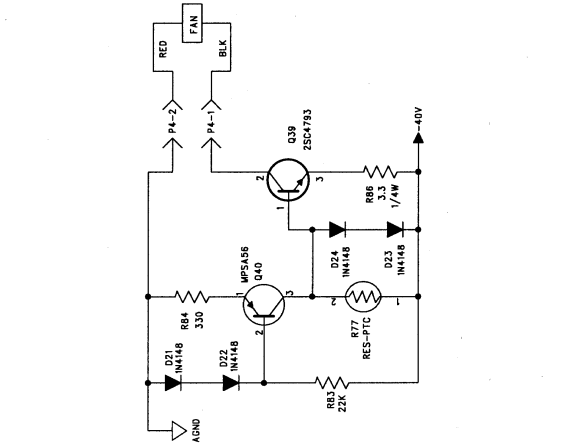 FAN
RED
BLK
P4-2
P4-1
Q39
2SC4793
2
1
3
-40V
R86
3.3
1/4W
MPSA56
Q40
1
2
3
D24
1N4148
D23
1N4148
R84
330
2
1
R77
RES-PTC
D21
1N4148
D22
1N4148
R83
22K
AGND